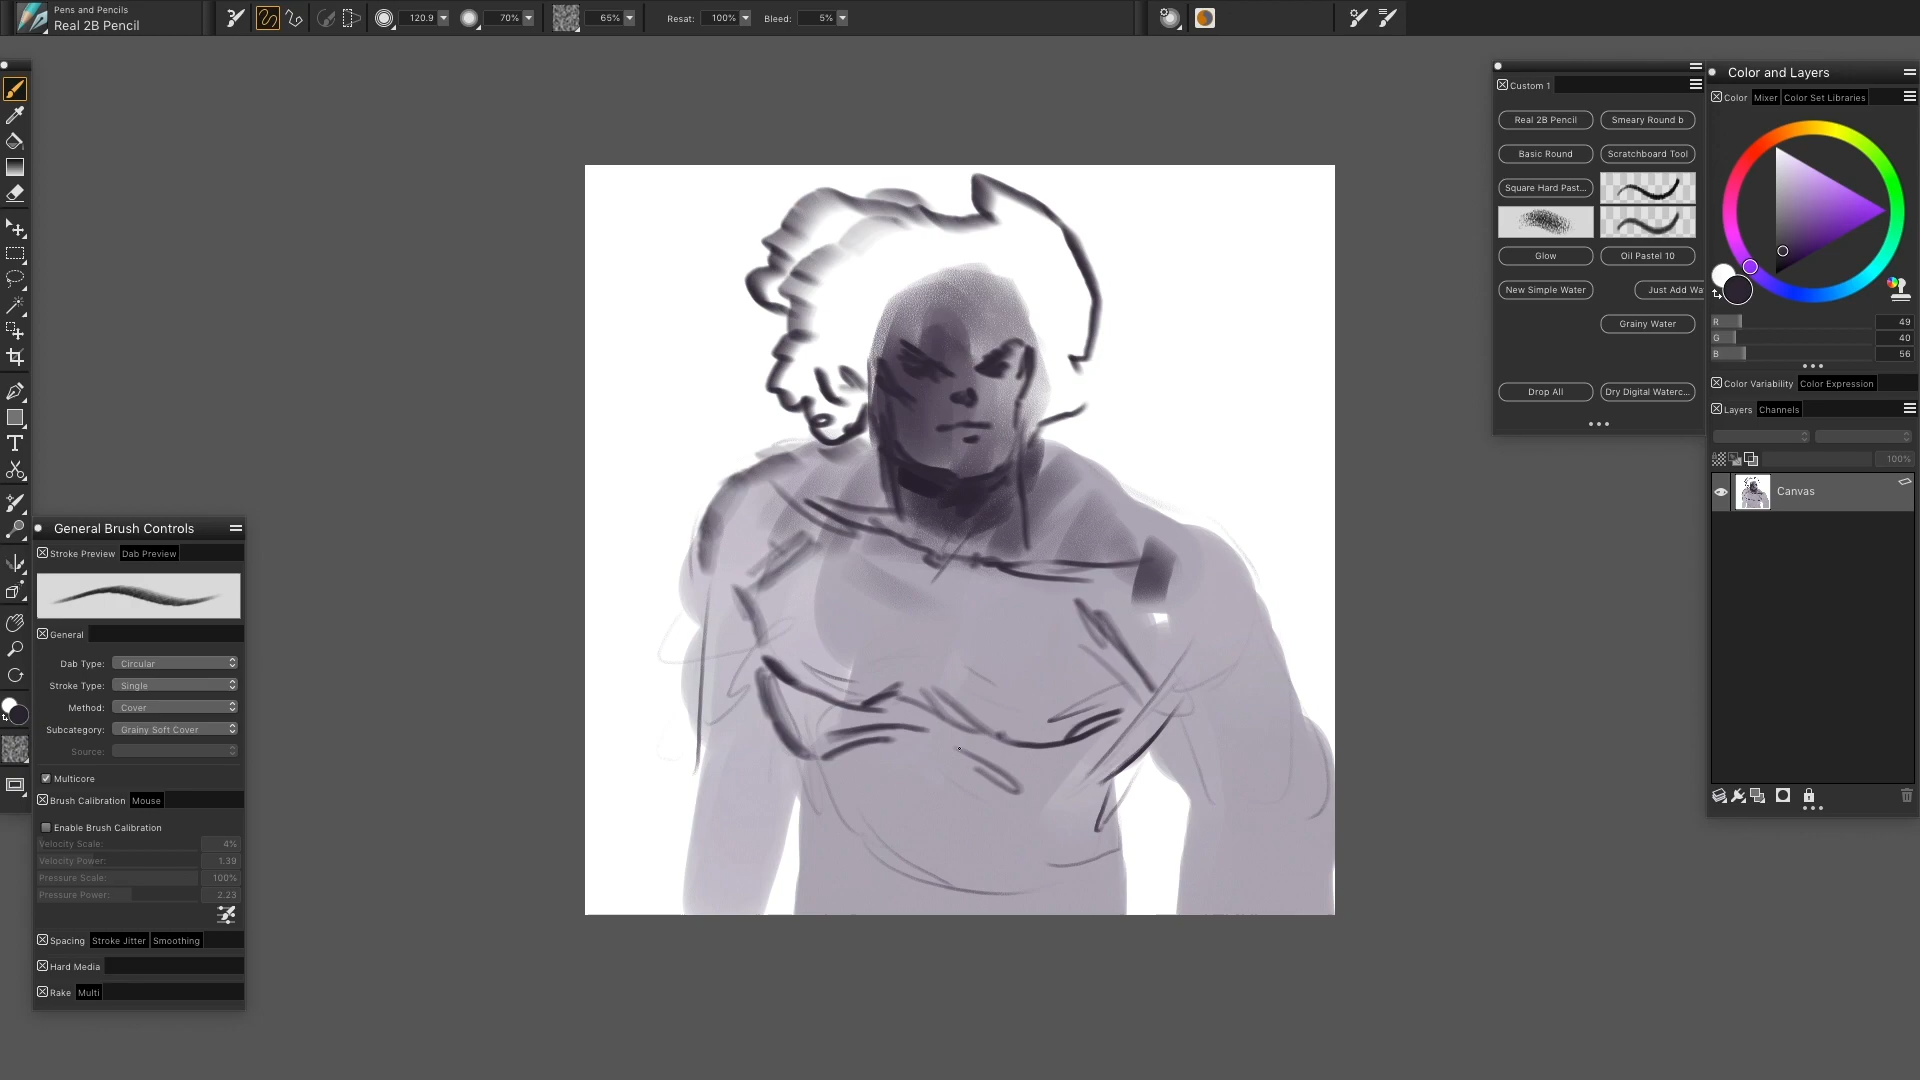 Pens and Pencils
Real 2B Pencil
120.9
70%
65%
Resat: 100%
Bleed: 5%
General Brush Controls
Stroke Preview Dab Preview
General
Dab Type: Circular
Stroke Type: Single
Method: Cover
Subcategory: Grainy Soft Cover
Source:
Multicore
Brush Calibration Mouse
Enable Brush Calibration
Velocity Scale: 4%
Velocity Power: 1.39
Pressure Scale: 100%
Pressure Power: 2.23
Spacing Stroke Jitter Smoothing
Hard Media
Rake Multi
Custom 1
Real 2B Pencil Smeary Round b
Basic Round Scratchboard Tool
Square Hard Past...
Glow Oil Pastel 10
New Simple Water Just Add Wa
Grainy Water
Drop All Dry Digital Waterc...
Color and Layers
Color Mixer Color Set Libraries
R 49
G 40
B 56
Color Variability Color Expression
Layers Channels
100%
Canvas
T